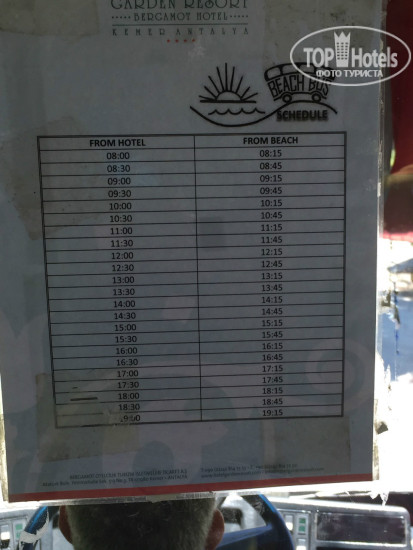 GARDEN RESORT
BERGAMOT HOTEL
KEMER ANTALYA
TOP Hotels
ФОТО ТУРИСТА
BEACH BUS
SCHEDULE
FROM HOTEL FROM BEACH
08:00 08:15
08:30 08:45
09:00 09:15
09:30 09:45
10:00 10:15
10:30 10:45
11:00 11:15
11:30 11:45
12:00 12:15
12:30 12:45
13:00 13:15
13:30 13:45
14:00 14:15
14:30 14:45
15:00 15:15
15:30 15:45
16:00 16:15
16:30 16:45
17:00 17:15
17:30 17:45
18:00 18:15
18:30 18:45
19:00 19:15